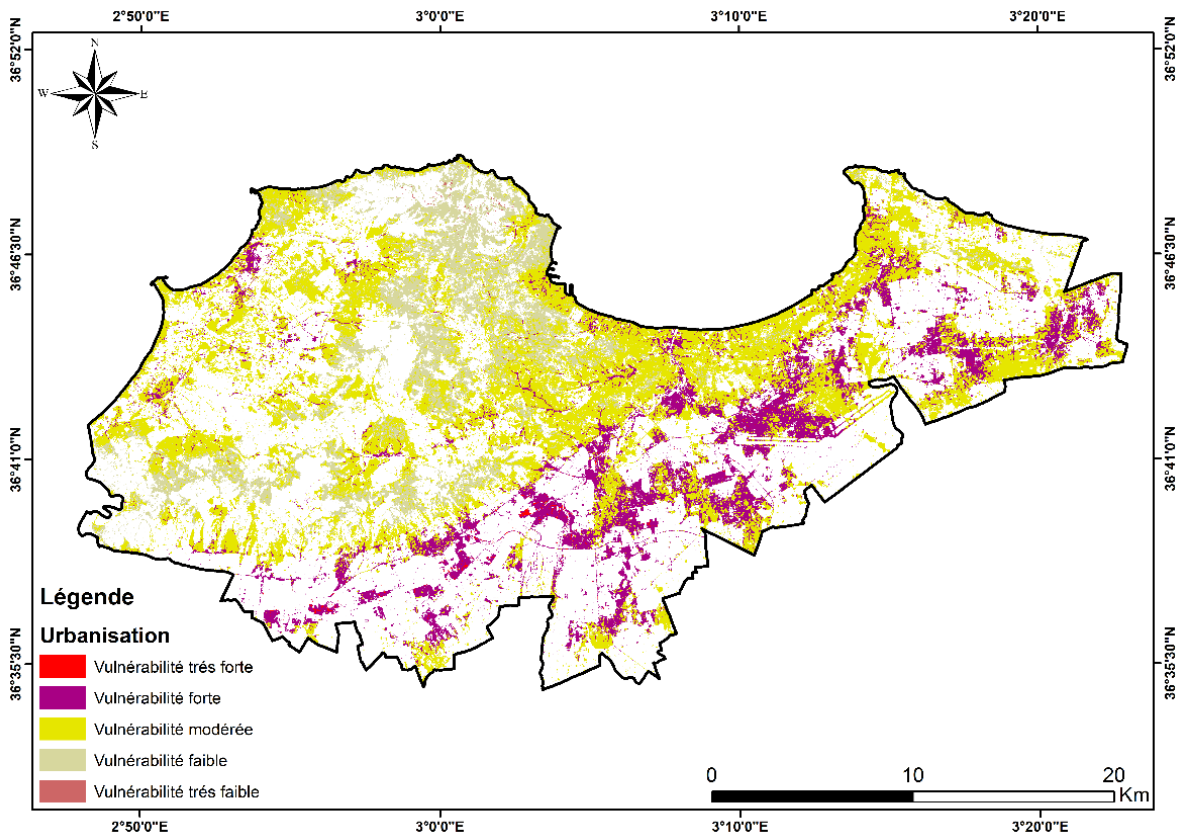 2°50'0"E 3°0'0"E 3°10'0"E 3°20'0"E
36°52'0"N 36°52'0"N
N
W E
S
36°46'30"N 36°46'30"N
36°41'0"N 36°41'0"N
36°35'30"N 36°35'30"N
Légende
Urbanisation
Vulnérabilité trés forte
Vulnérabilité forte
Vulnérabilité modérée
Vulnérabilité faible
Vulnérabilité trés faible
0 10 20
Km
2°50'0"E 3°0'0"E 3°10'0"E 3°20'0"E